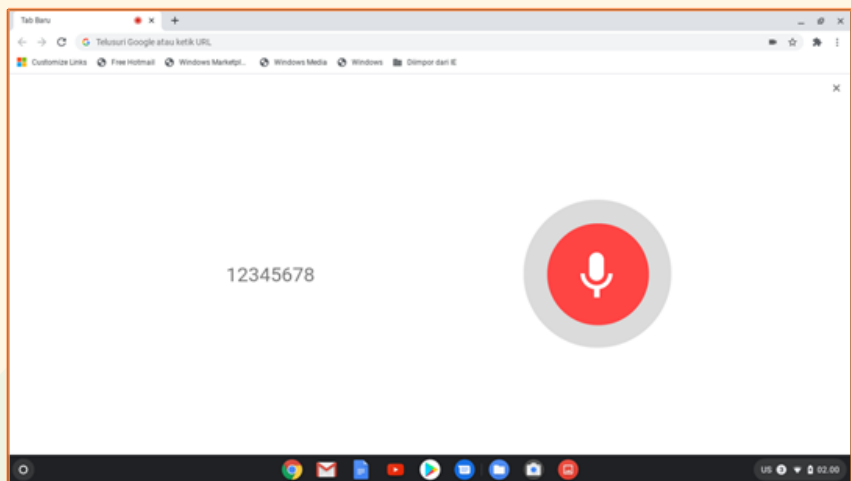 Tab Baru
Telusuri Google atau ketik URL
Customize Links Free Hotmail Windows Marketpl... Windows Media Windows Diimpor dari IE
12345678
US 3 02.00